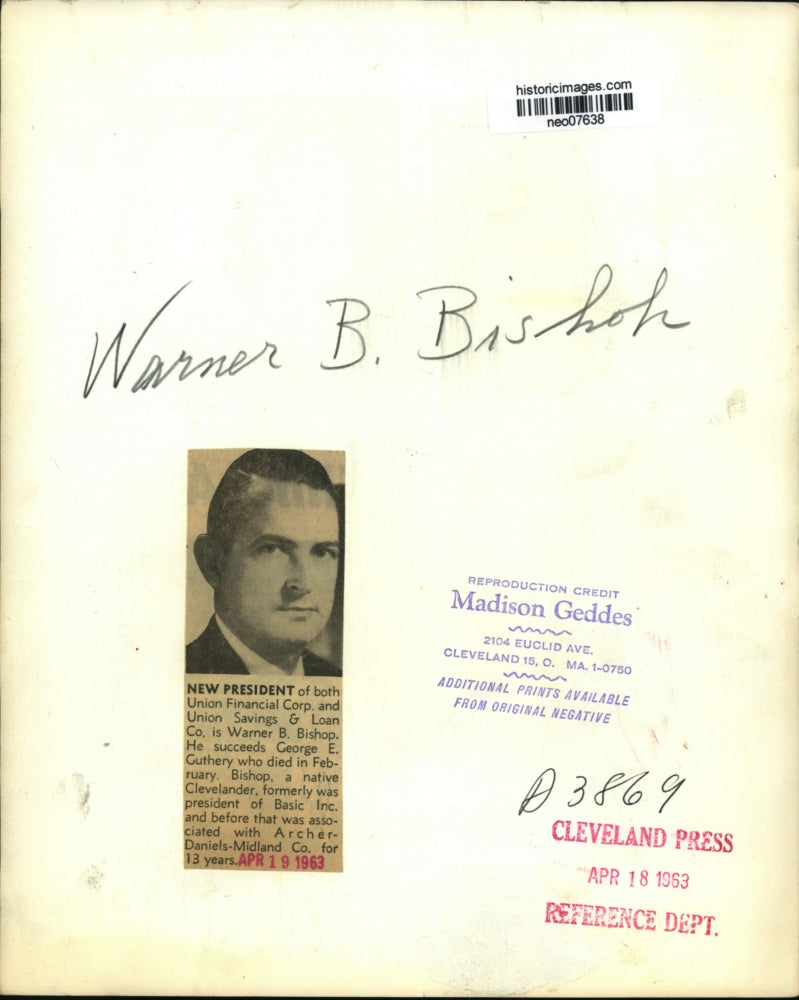 historicimages.com
neo07638
Warner B. Bishop
NEW PRESIDENT of both
Union Financial Corp. and
Union Savings & Loan
Co. is Warner B. Bishop.
He succeeds George E.
Guthery who died in Feb-
ruary. Bishop, a native
Clevelander, formerly was
president of Basic Inc.
and before that was asso-
ciated with Archer-
Daniels-Midland Co. for
13 years. APR 19 1963
REPRODUCTION CREDIT
Madison Geddes
2104 EUCLID AVE.
CLEVELAND 15, O. MA. 1-0750
ADDITIONAL PRINTS AVAILABLE
FROM ORIGINAL NEGATIVE
A3869
CLEVELAND PRESS
APR 18 1963
REFERENCE DEPT.